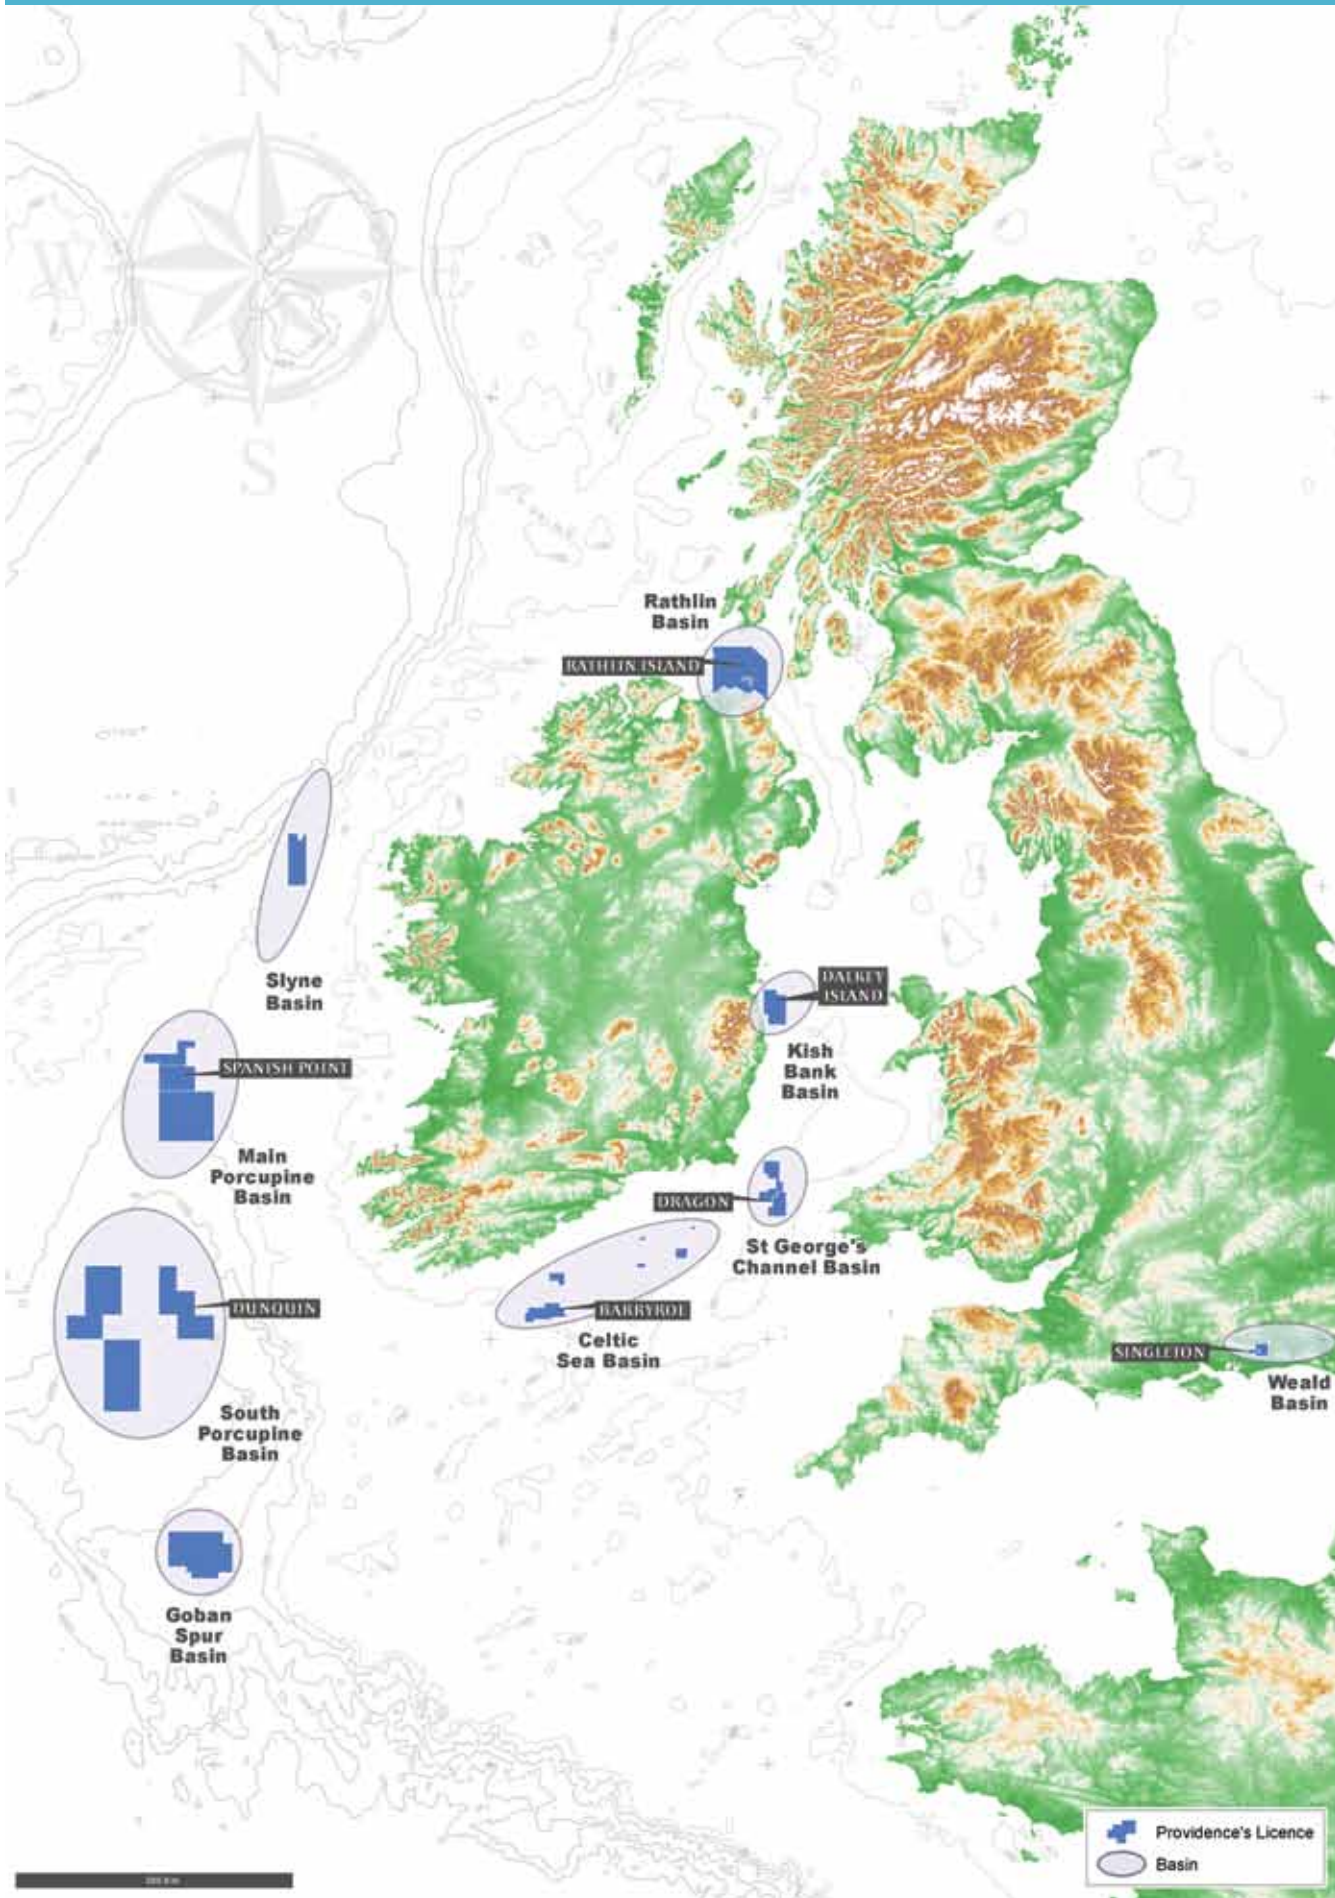 N
W
S
Rathlin
Basin
RATHLIN ISLAND
Slyne
Basin
DALKEY
ISLAND
Kish
Bank
Basin
SPANISH POINT
Main
Porcupine
Basin
DRAGON
St George's
Channel Basin
DUNQUIN
BARRYROE
Celtic
Sea Basin
SINGLETON
Weald
Basin
South
Porcupine
Basin
Goban
Spur
Basin
Providence's Licence
Basin